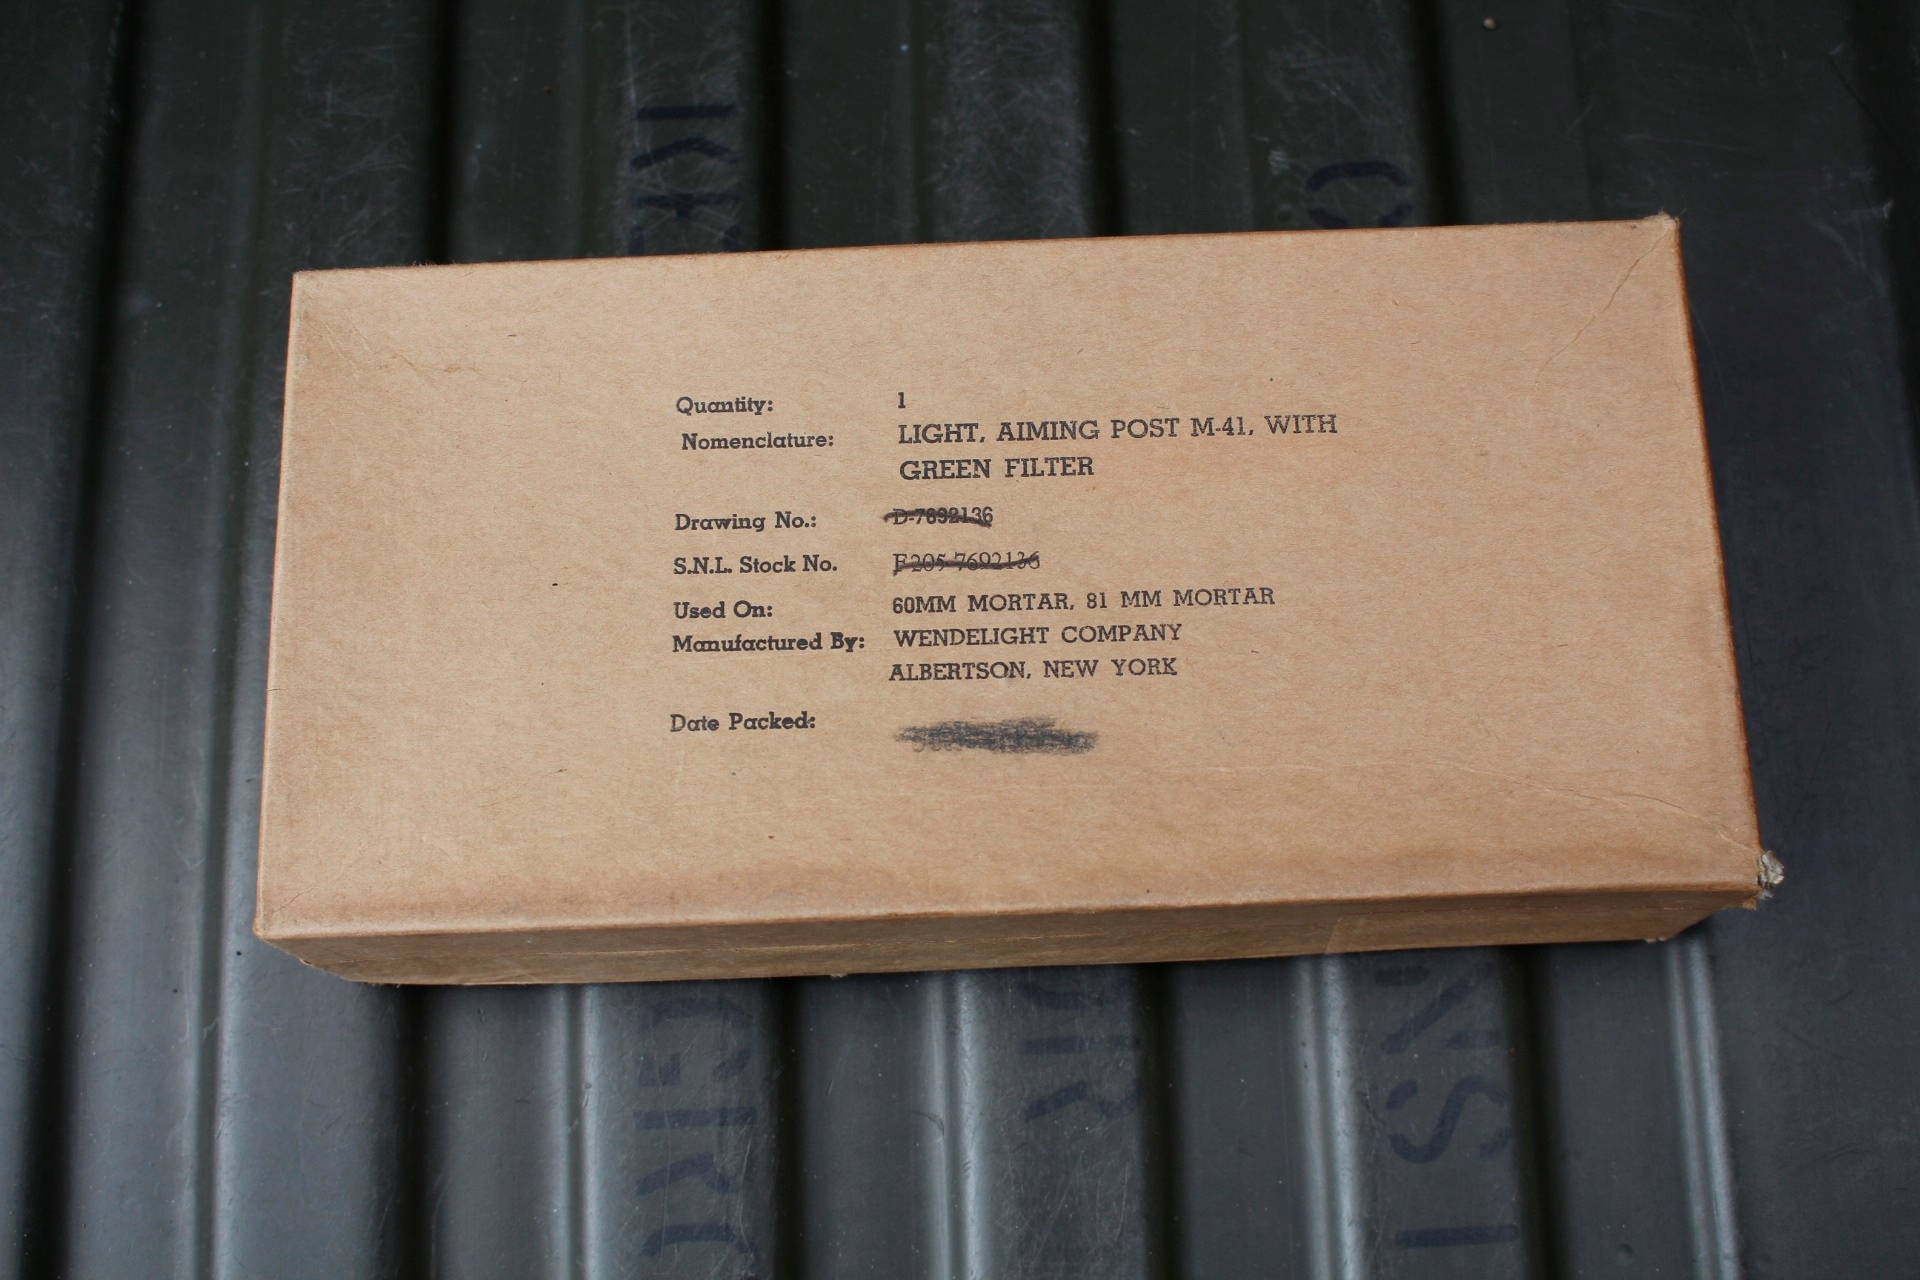 Quantity: 1
Nomenclature: LIGHT, AIMING POST M-41, WITH
GREEN FILTER
Drawing No.: D-7692136
S.N.L. Stock No. F205-7692136
Used On: 60MM MORTAR, 81 MM MORTAR
Manufactured By: WENDELIGHT COMPANY
ALBERTSON, NEW YORK
Date Packed: